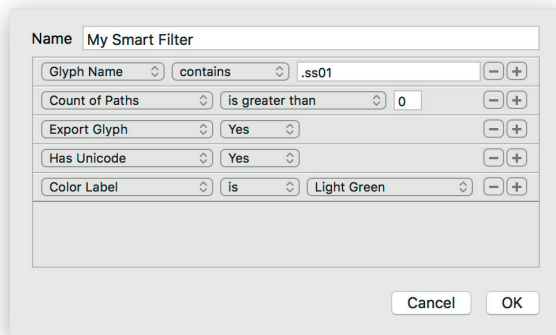 Name My Smart Filter
Glyph Name contains .ss01
Count of Paths is greater than 0
Export Glyph Yes
Has Unicode Yes
Color Label is Light Green
Cancel OK